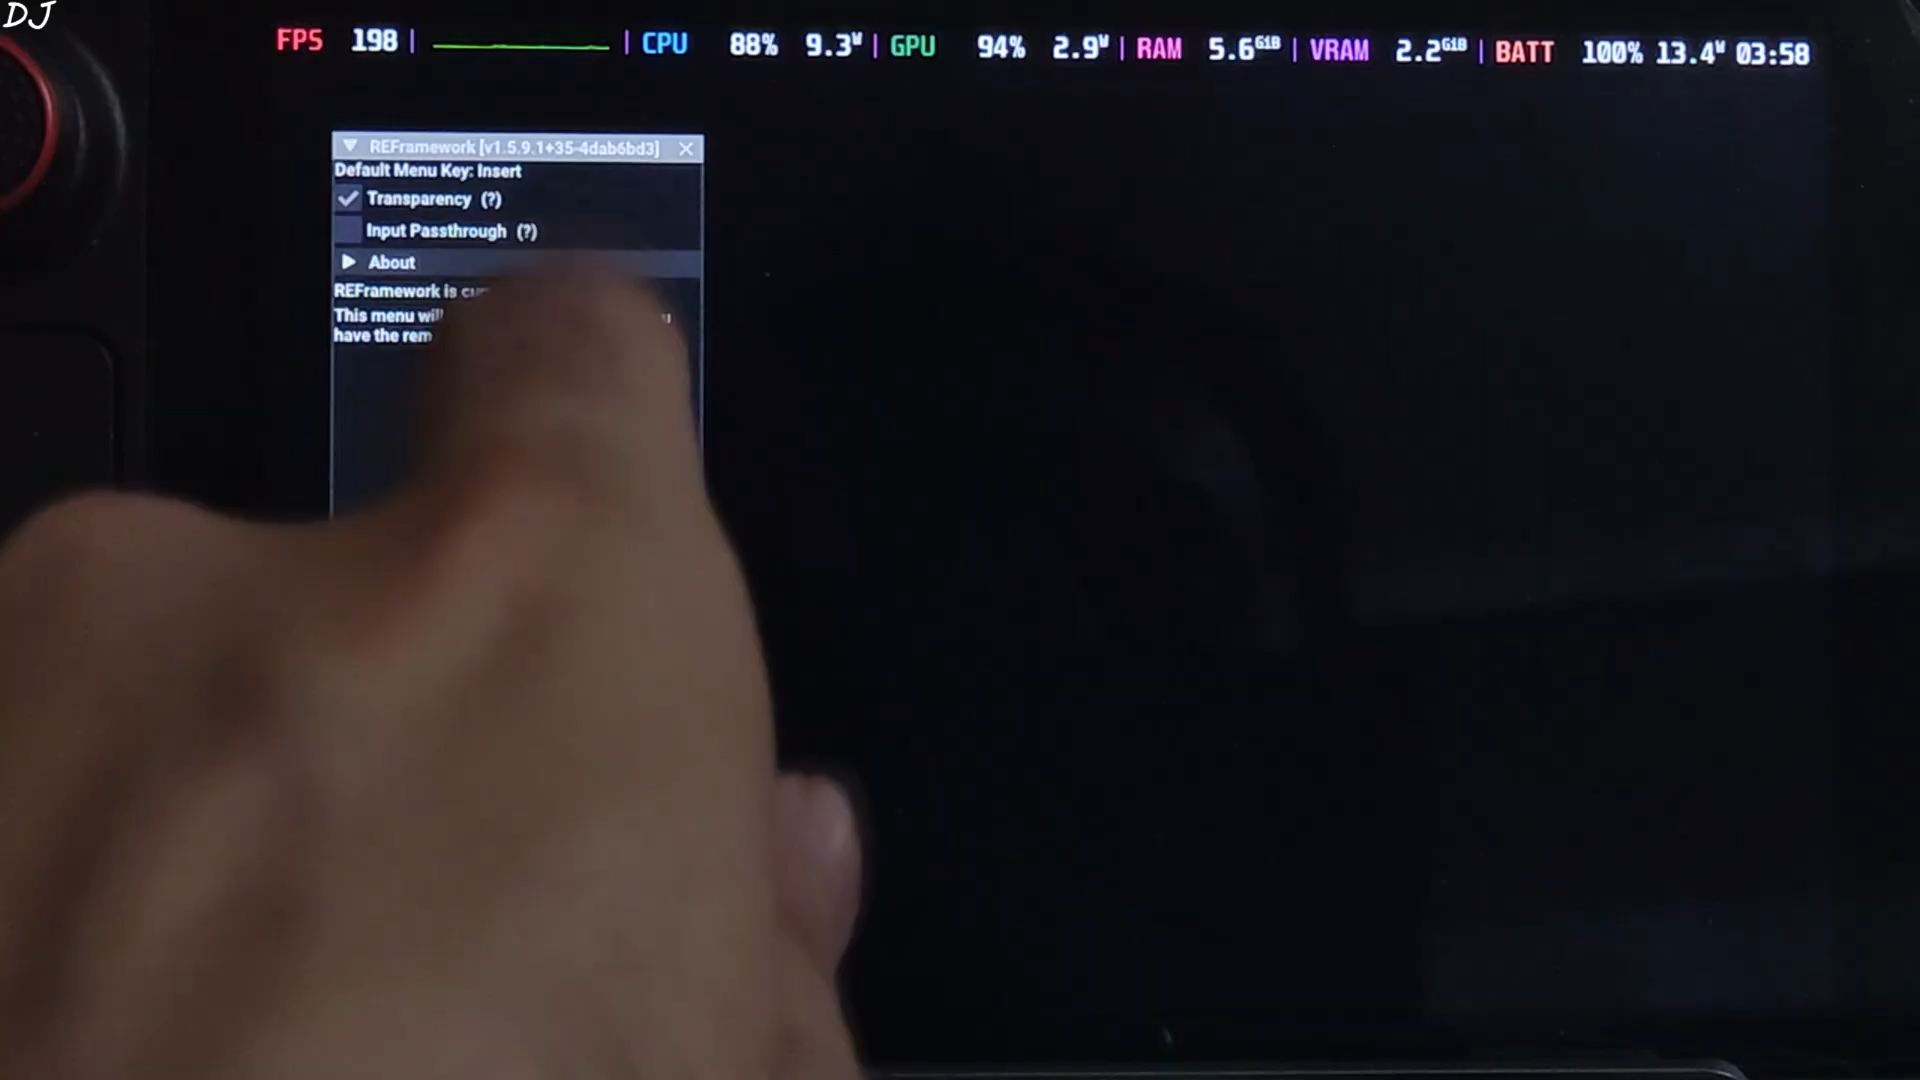 DJ
FPS 198 | | CPU 88% 9.3W | GPU 94% 2.9W | RAM 5.6GiB | VRAM 2.2GiB | BATT 100% 13.4W 03:58
REFramework [v1.5.9.1+35-4dab6bd3]
Default Menu Key: Insert
Transparency (?)
Input Passthrough (?)
About
REFramework is
This menu will
have the